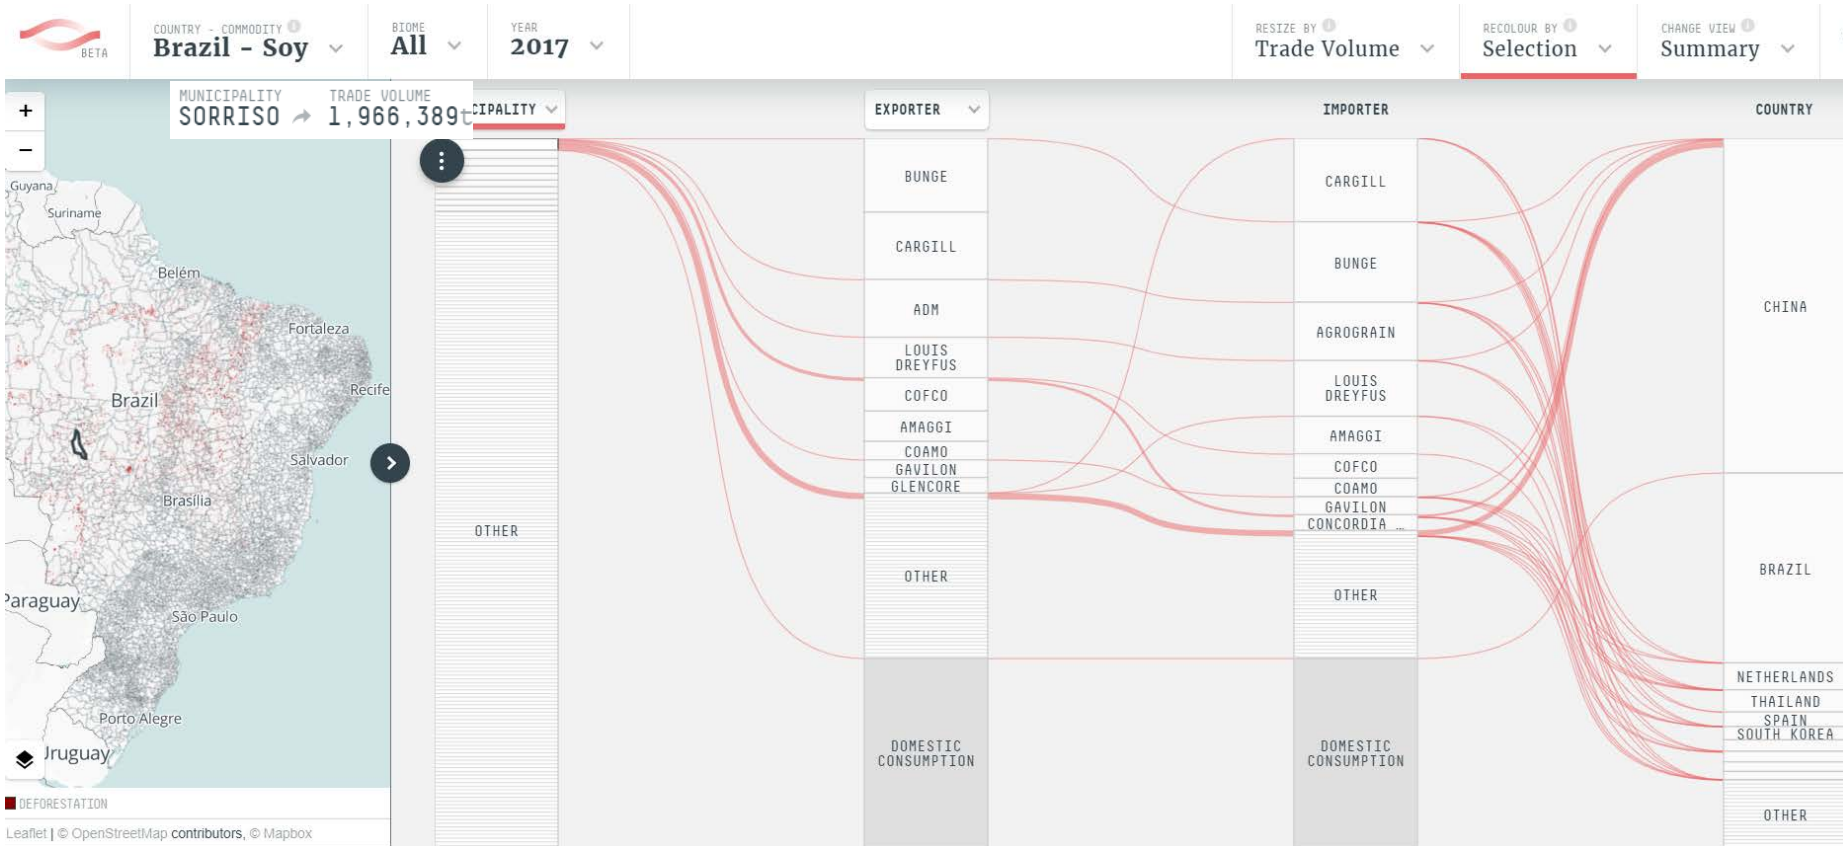 BETA
COUNTRY - COMMODITY
Brazil - Soy
BIOME
All
YEAR
2017
RESIZE BY
Trade Volume
RECOLOUR BY
Selection
CHANGE VIEW
Summary
MUNICIPALITY
TRADE VOLUME
SORRISO
1,966,389t
CIPALITY
EXPORTER
IMPORTER
COUNTRY
+
−
Guyana
Suriname
Belém
Fortaleza
Recife
Brazil
Salvador
Brasília
Paraguay
São Paulo
Porto Alegre
Uruguay
DEFORESTATION
Leaflet | © OpenStreetMap contributors, © Mapbox
OTHER
BUNGE
CARGILL
ADM
LOUIS
DREYFUS
COFCO
AMAGGI
COAMO
GAVILON
GLENCORE
OTHER
DOMESTIC
CONSUMPTION
CARGILL
BUNGE
AGROGRAIN
LOUIS
DREYFUS
AMAGGI
COFCO
COAMO
GAVILON
CONCORDIA …
OTHER
DOMESTIC
CONSUMPTION
CHINA
BRAZIL
NETHERLANDS
THAILAND
SPAIN
SOUTH KOREA
OTHER